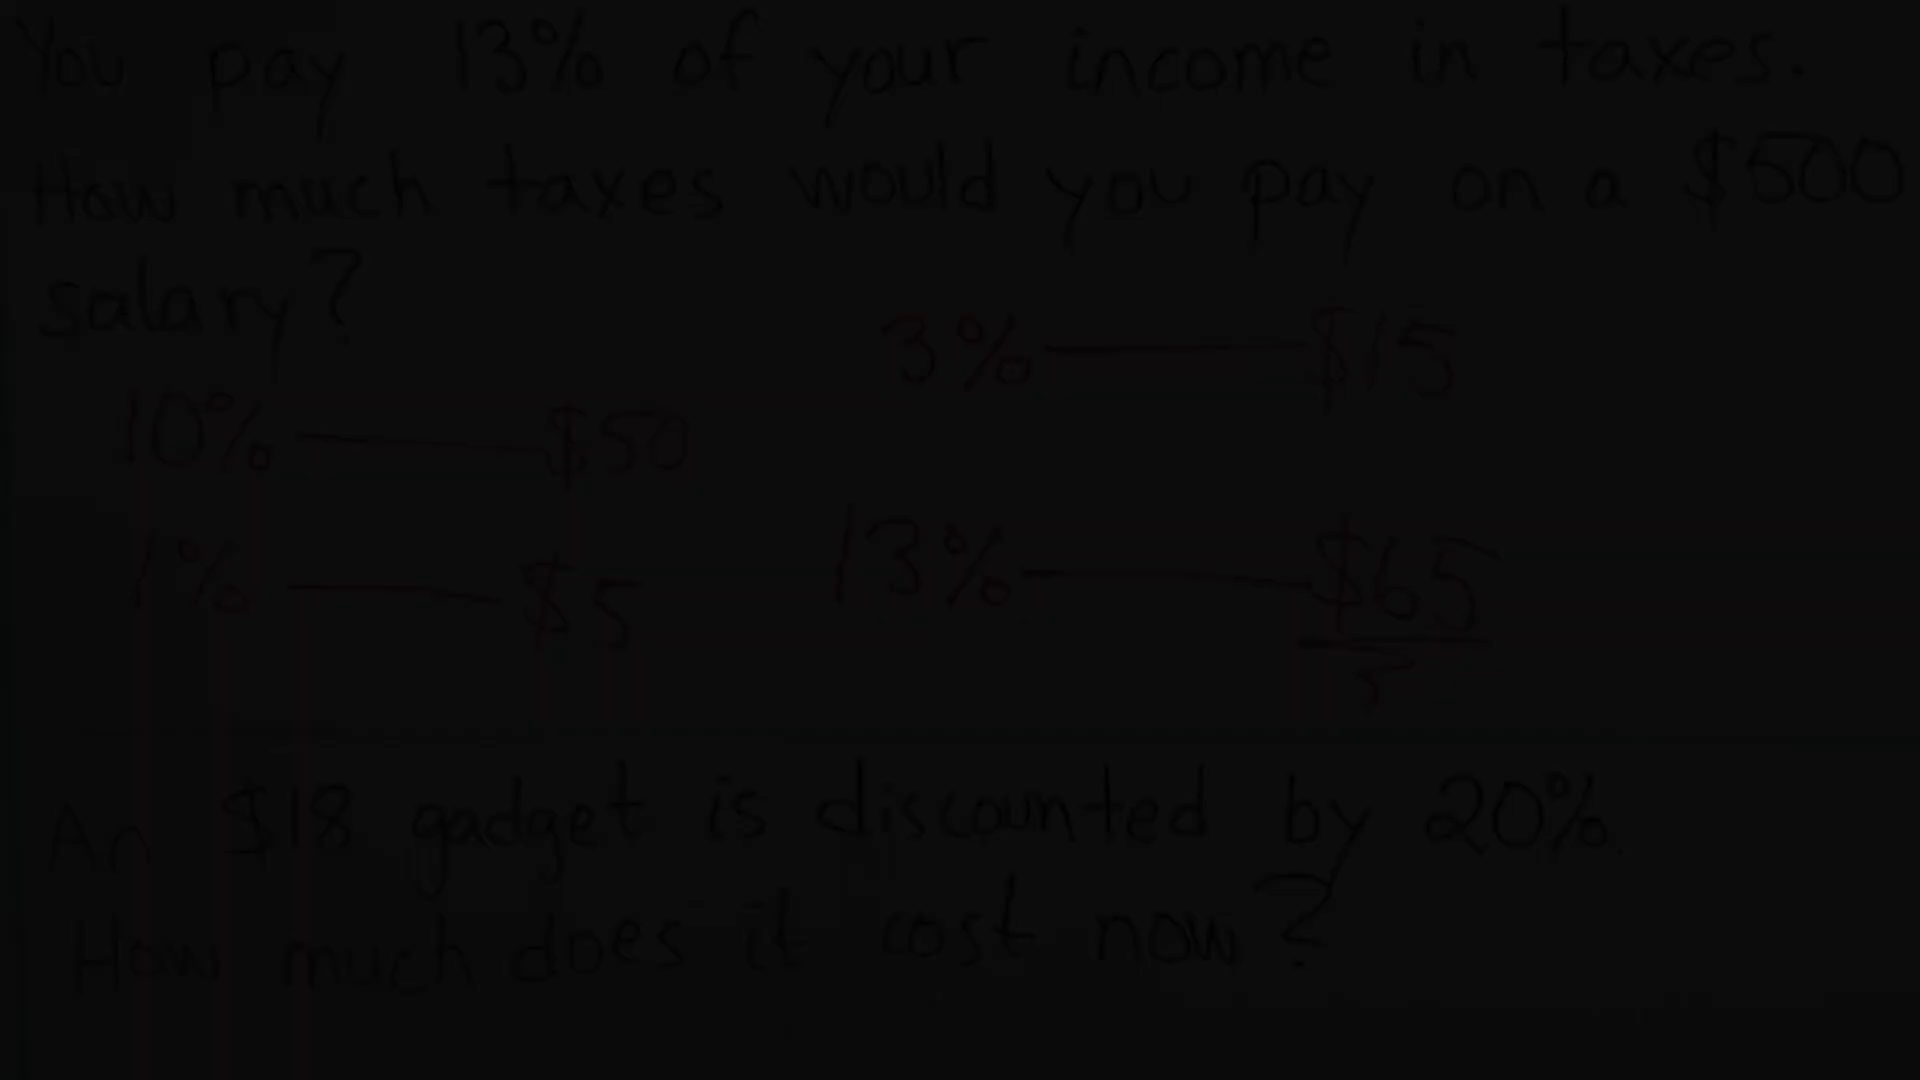 You pay 13% of your income in taxes.
How much taxes would you pay on a $500
salary?
3% — $15
10% — $50
1% — $5
13% — $65
An $18 gadget is discounted by 20%.
How much does it cost now?